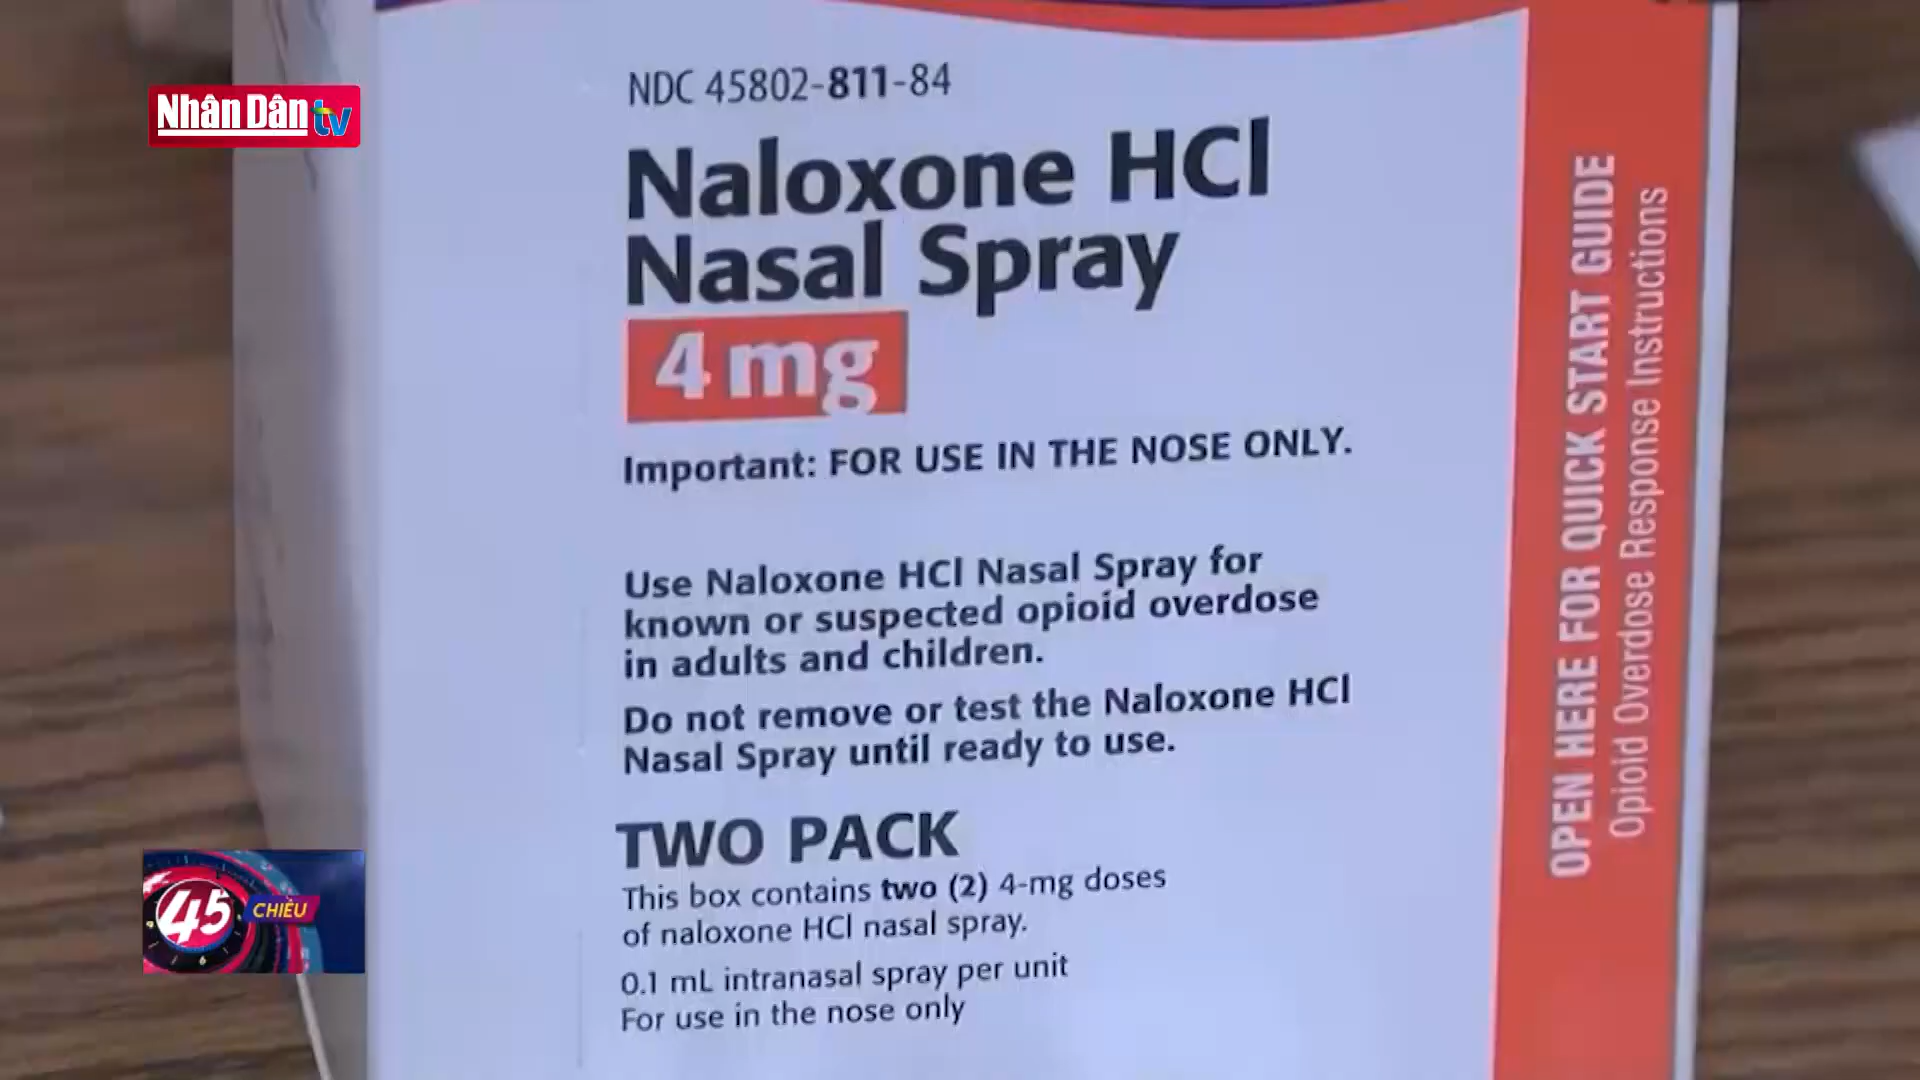 Nhân Dân tv
NDC 45802-811-84
Naloxone HCl
Nasal Spray
4 mg
Important: FOR USE IN THE NOSE ONLY.
Use Naloxone HCl Nasal Spray for
known or suspected opioid overdose
in adults and children.
Do not remove or test the Naloxone HCl
Nasal Spray until ready to use.
TWO PACK
This box contains two (2) 4-mg doses
of naloxone HCl nasal spray.
0.1 mL intranasal spray per unit
For use in the nose only
OPEN HERE FOR QUICK START GUIDE
Opioid Overdose Response Instructions
45 CHIỀU